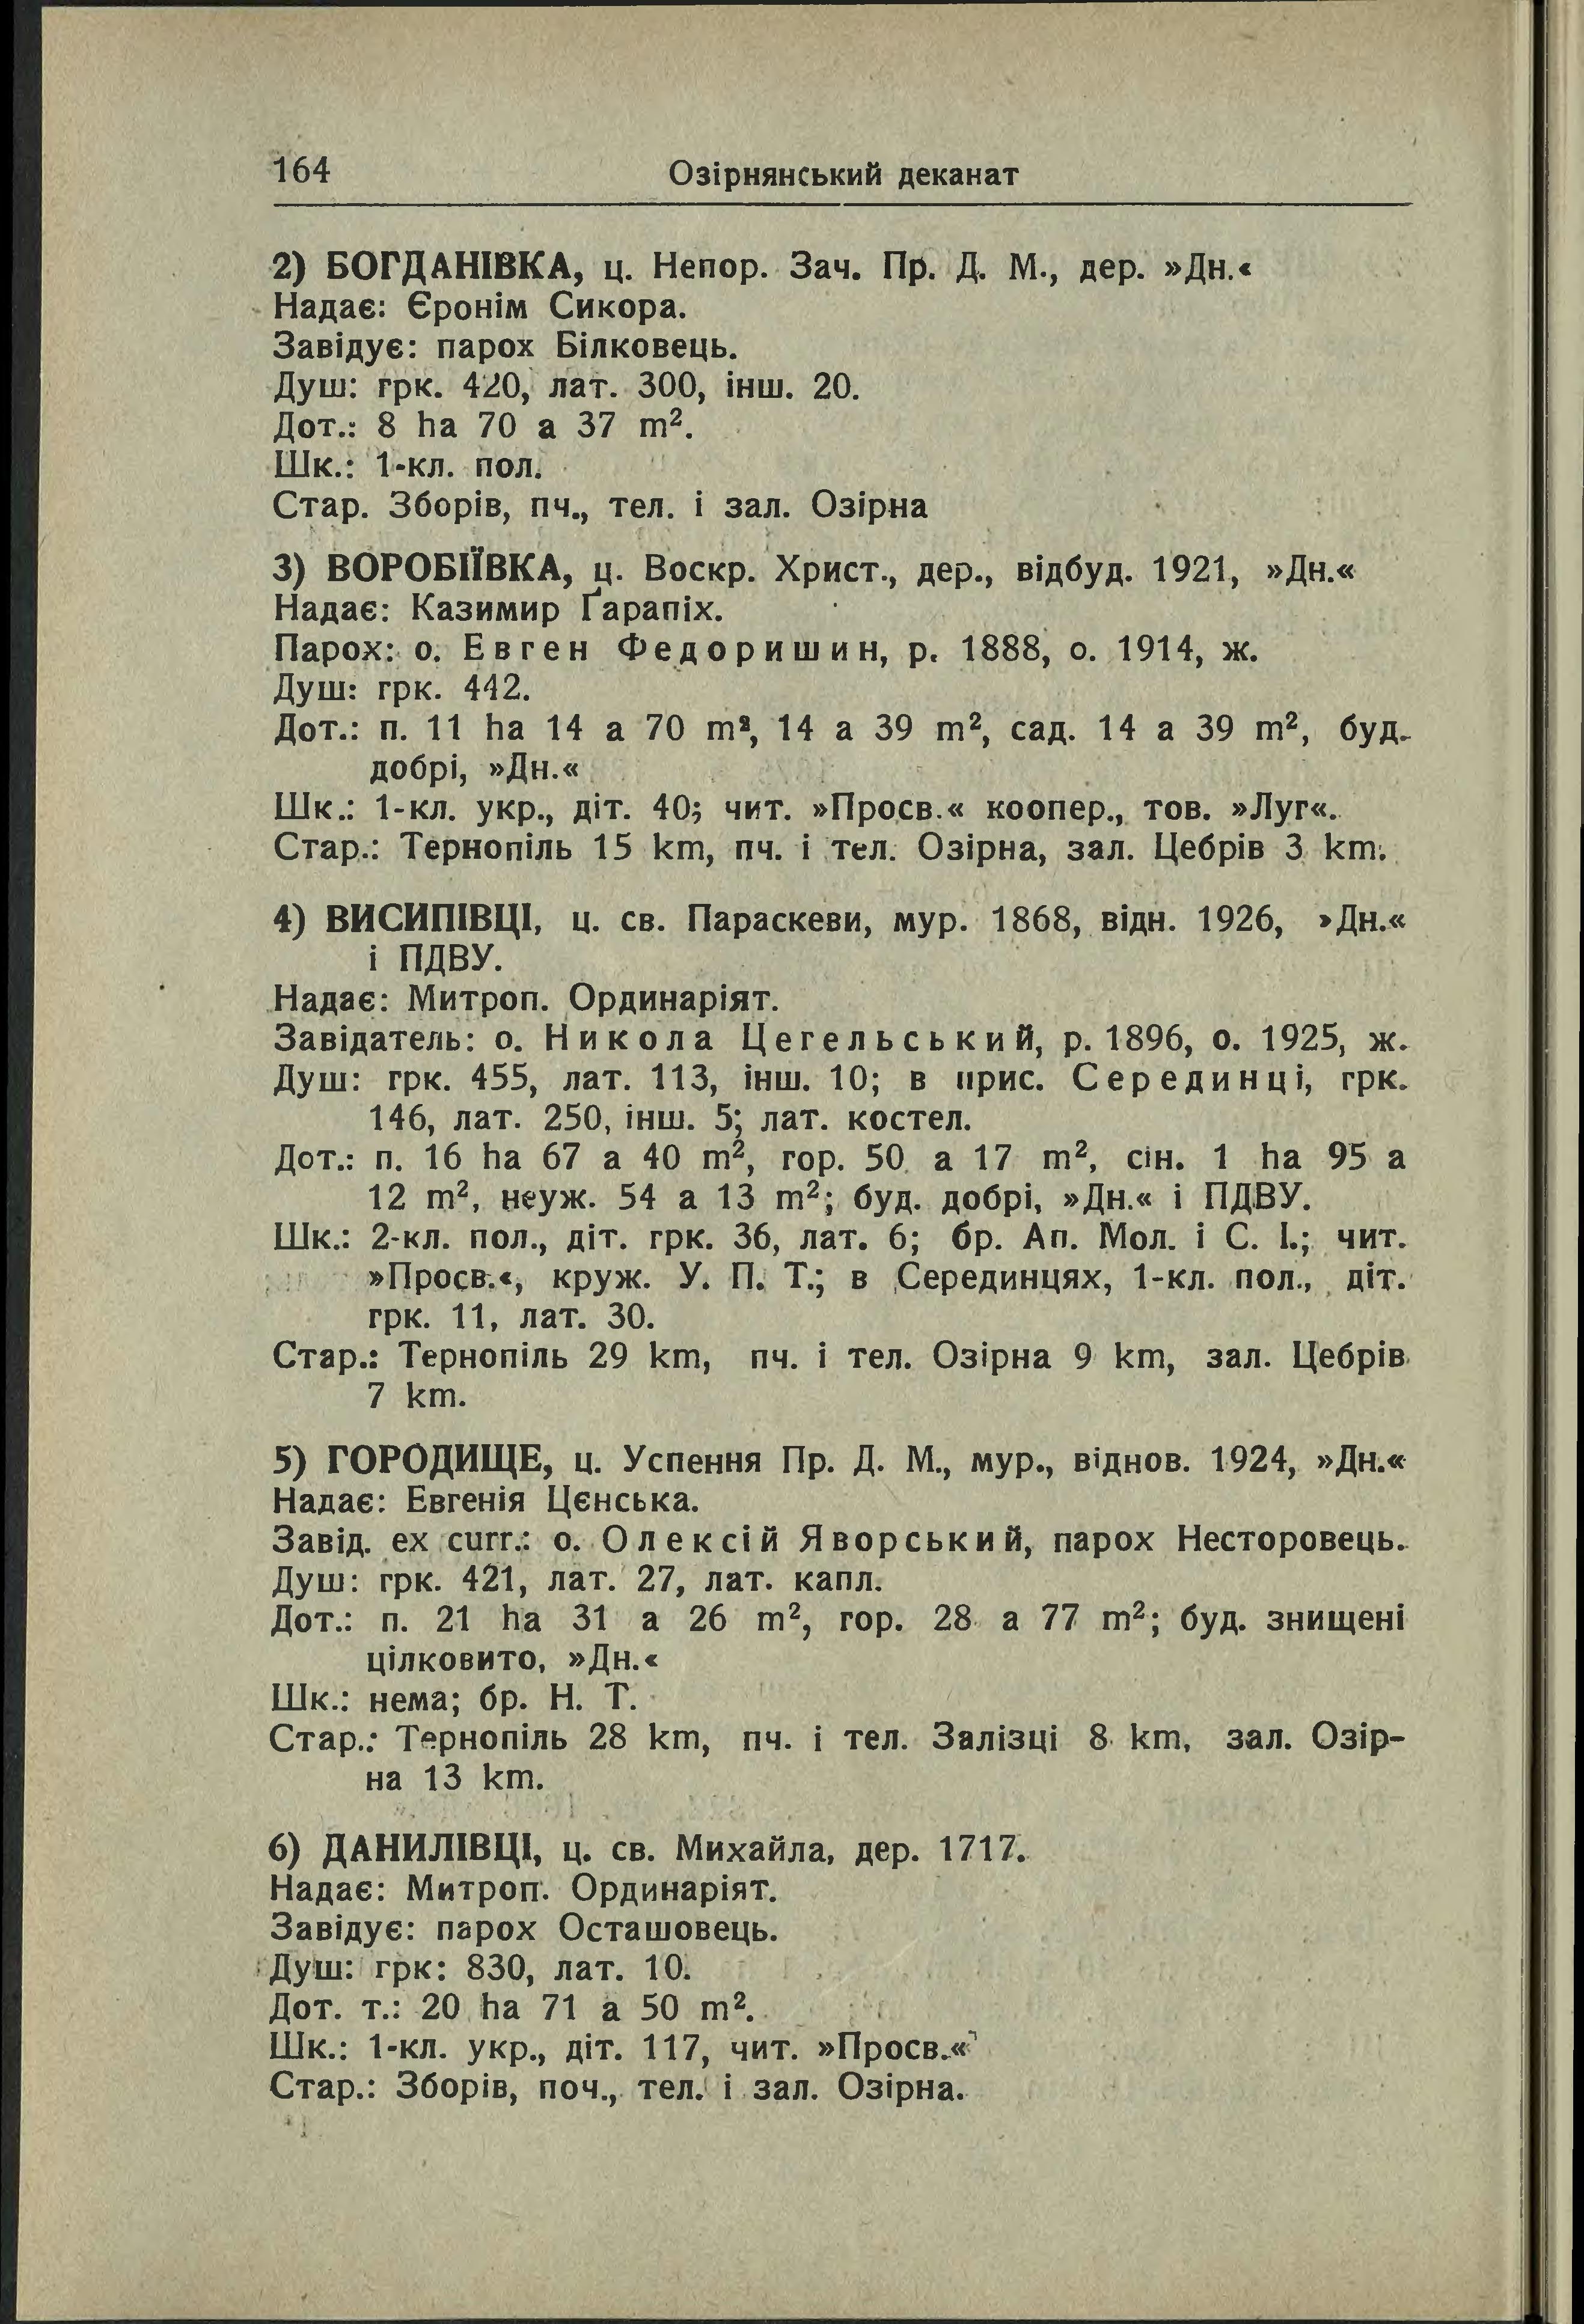 164 Озірнянський деканат
2) БОГДАНІВКА, ц. Непор. Зач. Пр. Д. М., дер. »Дн.«
Надає: Єронім Сикора.
Завідує: парох Білковець.
Душ: грк. 420, лат. 300, інш. 20.
Дот.: 8 ha 70 a 37 m².
Шк.: 1-кл. пол.
Стар. Зборів, пч., тел. і зал. Озірна
3) ВОРОБІЇВКА, ц. Воскр. Христ., дер., відбуд. 1921, »Дн.«
Надає: Казимир Ґарапіх.
Парох: о. Евген Федоришин, р. 1888, о. 1914, ж.
Душ: грк. 442.
Дот.: п. 11 ha 14 a 70 m², 14 a 39 m², сад. 14 a 39 m², буд.
добрі, »Дн.«
Шк.: 1-кл. укр., діт. 40; чит. »Просв.« коопер., тов. »Луг«.
Стар.: Тернопіль 15 km, пч. і тел. Озірна, зал. Цебрів 3 km.
4) ВИСИПІВЦІ, ц. св. Параскеви, мур. 1868, відн. 1926, »Дн.«
і ПДВУ.
Надає: Митроп. Ординаріят.
Завідатель: о. Никола Цегельський, р. 1896, о. 1925, ж.
Душ: грк. 455, лат. 113, інш. 10; в прис. Серединці, грк.
146, лат. 250, інш. 5; лат. костел.
Дот.: п. 16 ha 67 a 40 m², гор. 50 a 17 m², сін. 1 ha 95 a
12 m², неуж. 54 a 13 m²; буд. добрі, »Дн.« і ПДВУ.
Шк.: 2-кл. пол., діт. грк. 36, лат. 6; бр. Ап. Мол. і С. І.; чит.
»Просв.«, круж. У. П. Т.; в Серединцях, 1-кл. пол., діт.
грк. 11, лат. 30.
Стар.: Тернопіль 29 km, пч. і тел. Озірна 9 km, зал. Цебрів
7 km.
5) ГОРОДИЩЕ, ц. Успення Пр. Д. М., мур., віднов. 1924, »Дн.«
Надає: Евгенія Цєнська.
Завід. ex curr.: о. Олексій Яворський, парох Несторовець.
Душ: грк. 421, лат. 27, лат. капл.
Дот.: п. 21 ha 31 a 26 m², гор. 28 a 77 m²; буд. знищені
цілковито, »Дн.«
Шк.: нема; бр. Н. Т.
Стар.: Тернопіль 28 km, пч. і тел. Залізці 8 km, зал. Озір-
на 13 km.
6) ДАНИЛІВЦІ, ц. св. Михайла, дер. 1717.
Надає: Митроп. Ординаріят.
Завідує: парох Осташовець.
Душ: грк: 830, лат. 10.
Дот. т.: 20 ha 71 a 50 m².
Шк.: 1-кл. укр., діт. 117, чит. »Просв.«
Стар.: Зборів, поч., тел. і зал. Озірна.